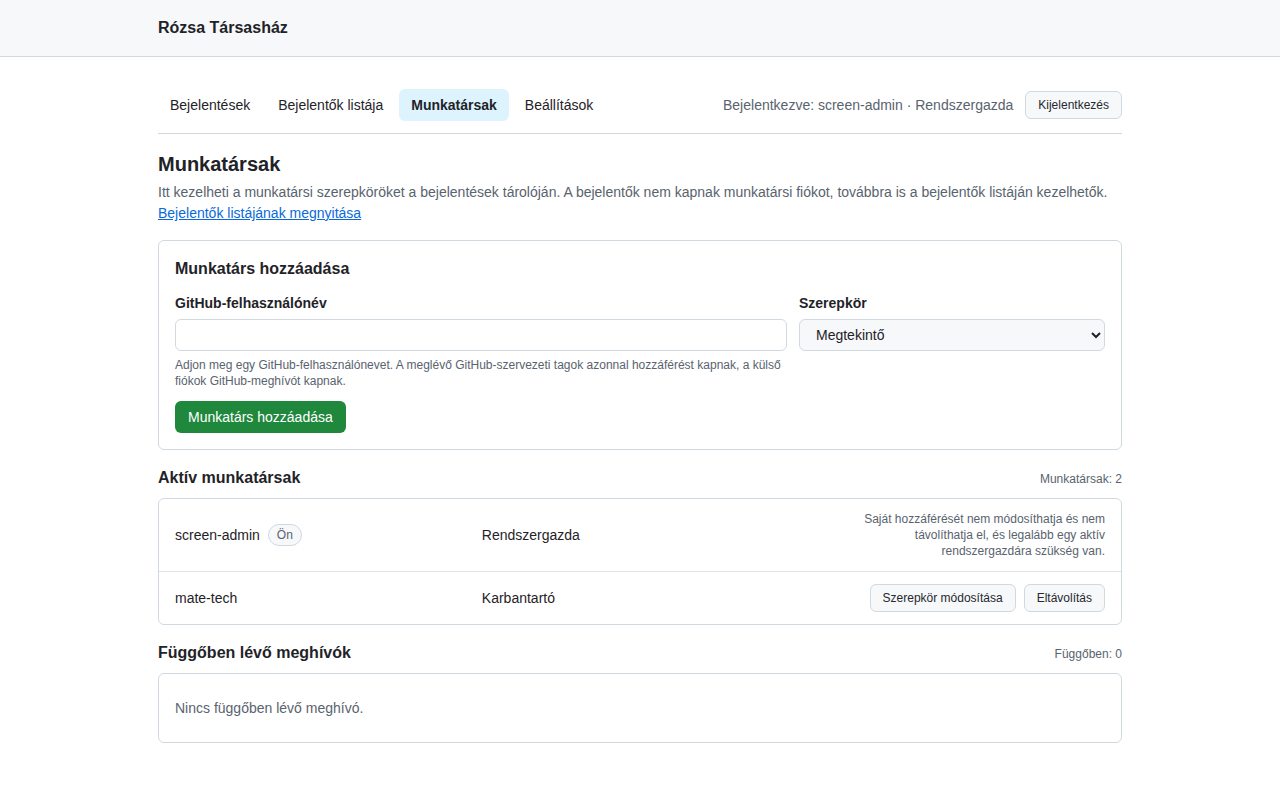 Rózsa Társasház
Bejelentések Bejelentők listája Munkatársak Beállítások Bejelentkezve: screen-admin · Rendszergazda Kijelentkezés
Munkatársak
Itt kezelheti a munkatársi szerepköröket a bejelentések tárolóján. A bejelentők nem kapnak munkatársi fiókot, továbbra is a bejelentők listáján kezelhetők.
Bejelentők listájának megnyitása
Munkatárs hozzáadása
GitHub-felhasználónév Szerepkör
Megtekintő
Adjon meg egy GitHub-felhasználónevet. A meglévő GitHub-szervezeti tagok azonnal hozzáférést kapnak, a külső
fiókok GitHub-meghívót kapnak.
Munkatárs hozzáadása
Aktív munkatársak Munkatársak: 2
screen-admin Ön Rendszergazda
Saját hozzáférését nem módosíthatja és nem
távolíthatja el, és legalább egy aktív
rendszergazdára szükség van.
mate-tech Karbantartó Szerepkör módosítása Eltávolítás
Függőben lévő meghívók Függőben: 0
Nincs függőben lévő meghívó.